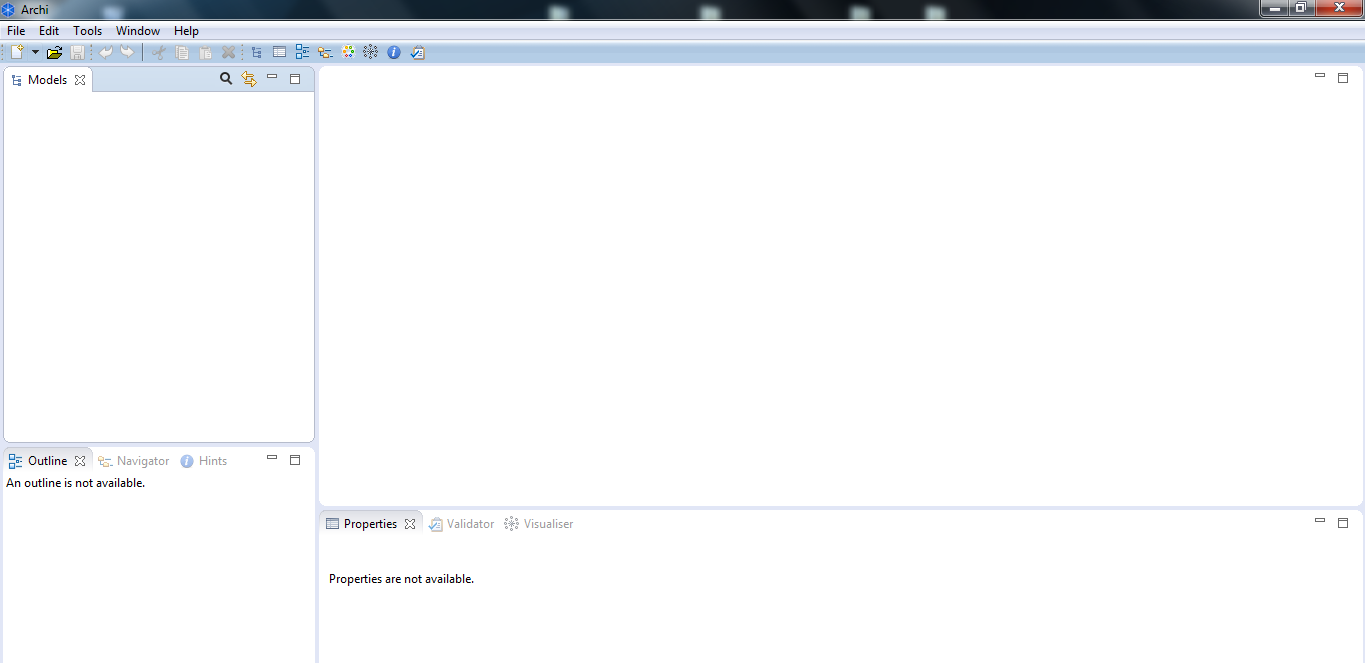 Archi
File Edit Tools Window Help
Models
Outline Navigator Hints
An outline is not available.
Properties Validator Visualiser
Properties are not available.